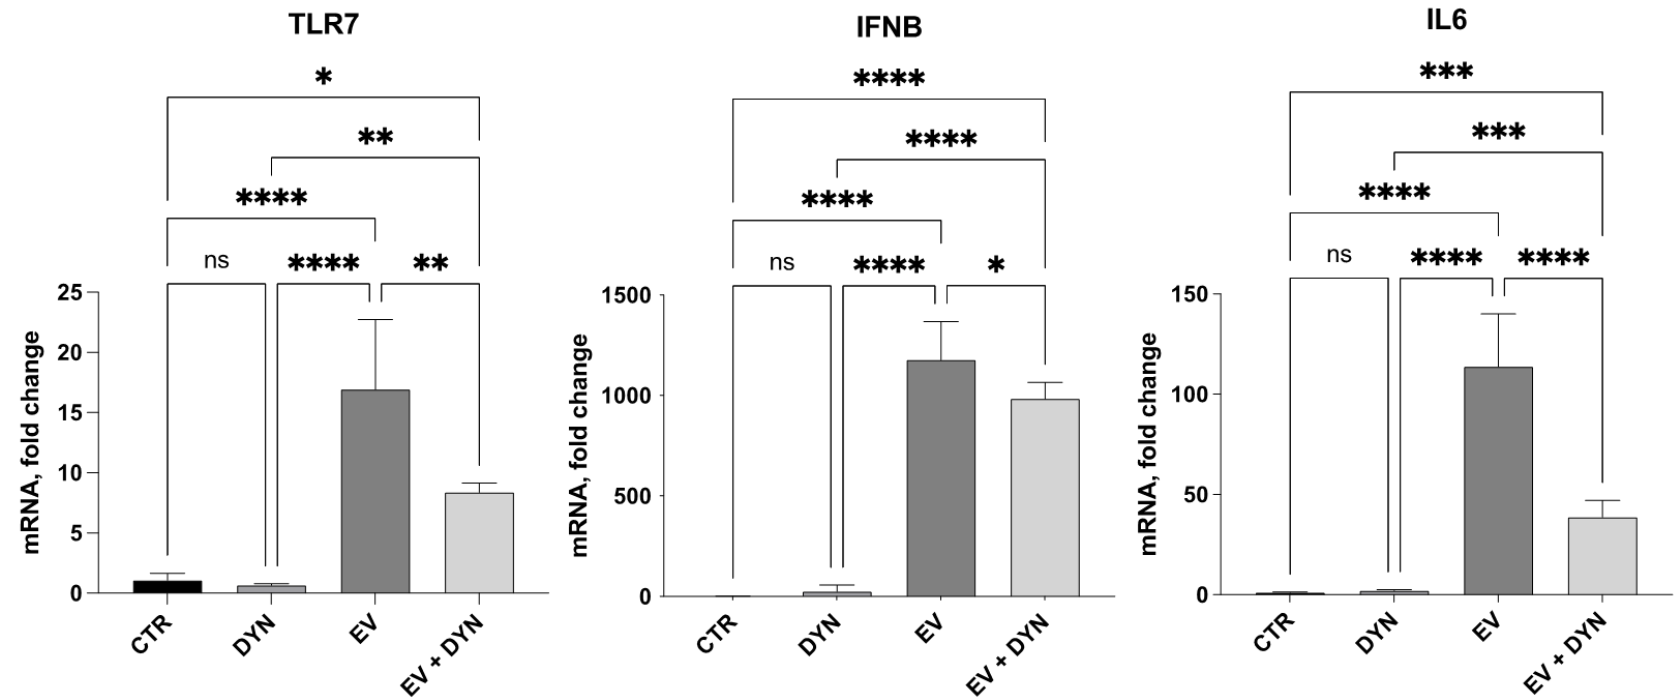 TLR7
*
**
****
ns
****
**
mRNA, fold change
25
20
15
10
5
0
CTR
DYN
EV
EV + DYN
IFNB
****
****
****
ns
****
*
mRNA, fold change
1500
1000
500
0
CTR
DYN
EV
EV + DYN
IL6
***
***
****
ns
****
****
mRNA, fold change
150
100
50
0
CTR
DYN
EV
EV + DYN